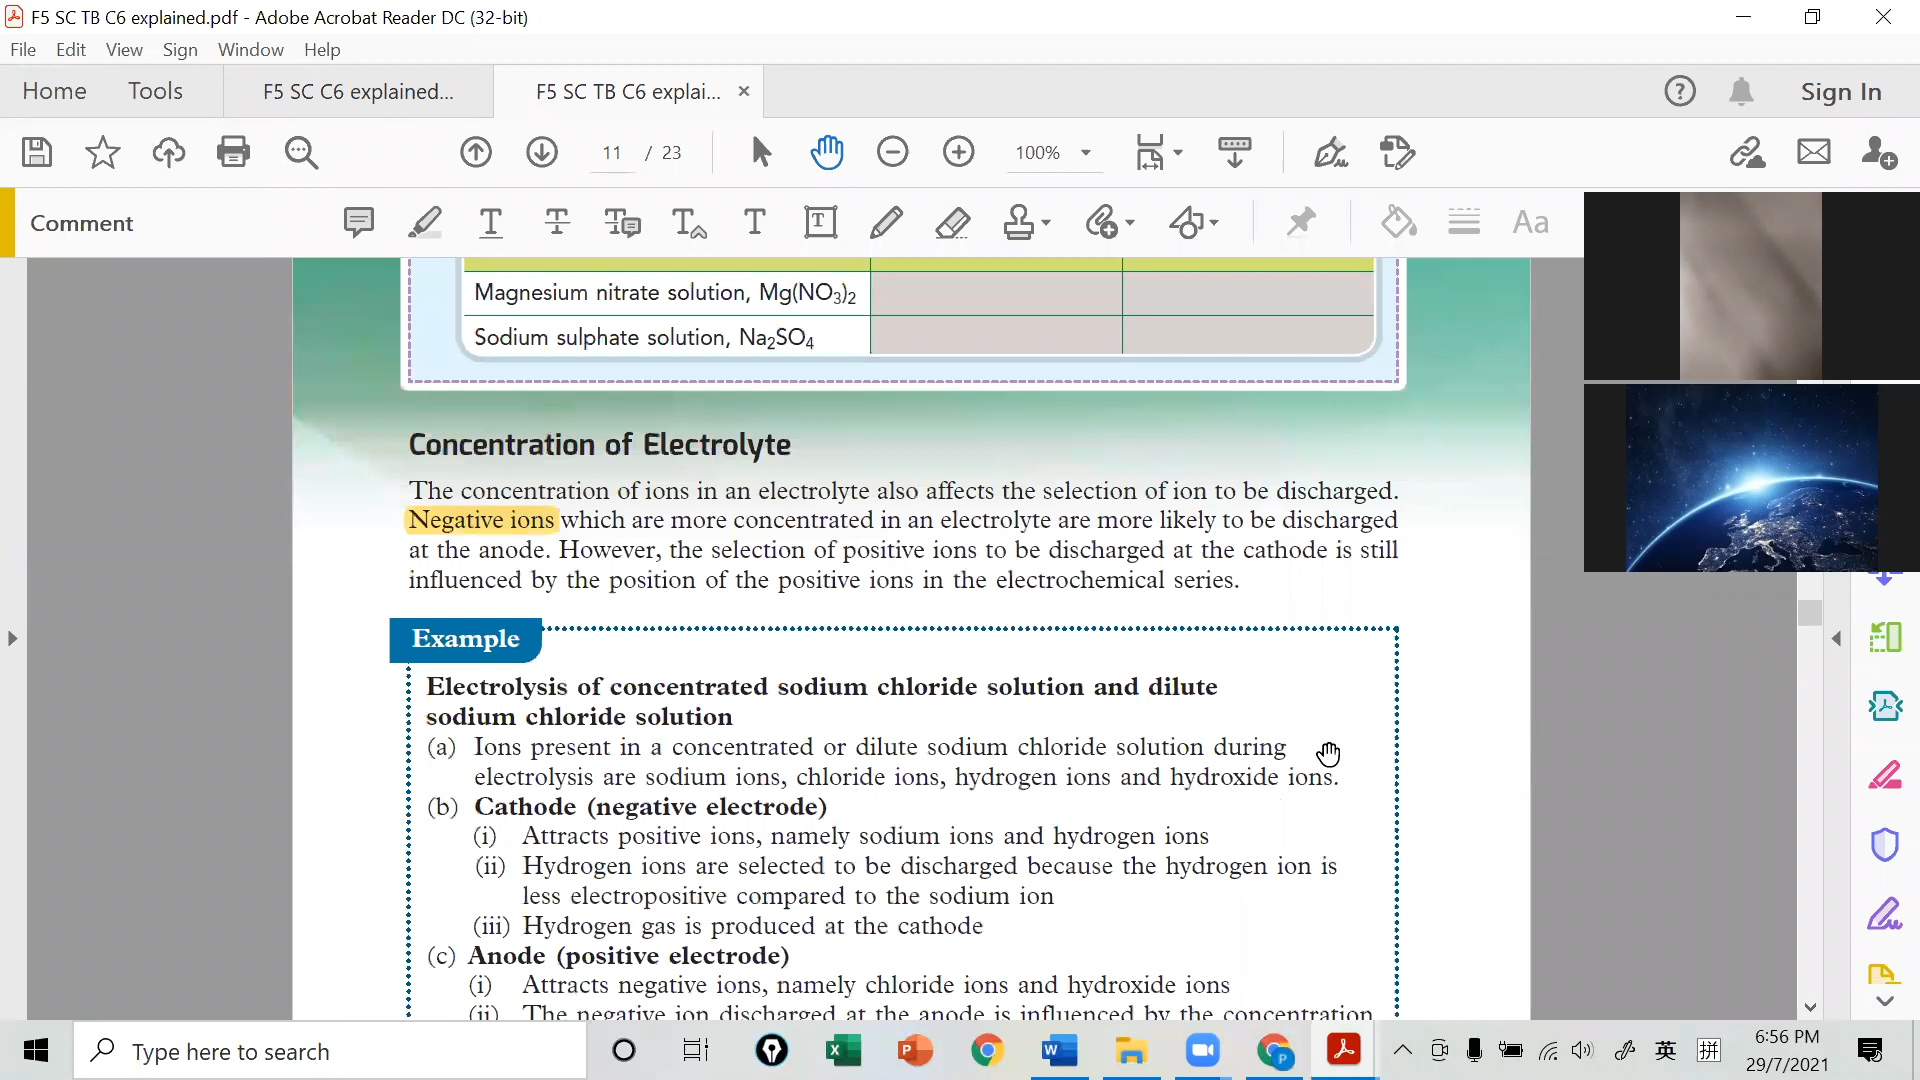 F5 SC TB C6 explained.pdf - Adobe Acrobat Reader DC (32-bit)
File Edit View Sign Window Help
Home Tools F5 SC C6 explained... F5 SC TB C6 explai... × Sign In
11 / 23 100%
Comment
Aa
Magnesium nitrate solution, Mg(NO₃)₂
Sodium sulphate solution, Na₂SO₄
Concentration of Electrolyte
The concentration of ions in an electrolyte also affects the selection of ion to be discharged.
Negative ions which are more concentrated in an electrolyte are more likely to be discharged
at the anode. However, the selection of positive ions to be discharged at the cathode is still
influenced by the position of the positive ions in the electrochemical series.
Example
Electrolysis of concentrated sodium chloride solution and dilute
sodium chloride solution
(a) Ions present in a concentrated or dilute sodium chloride solution during
electrolysis are sodium ions, chloride ions, hydrogen ions and hydroxide ions.
(b) Cathode (negative electrode)
(i) Attracts positive ions, namely sodium ions and hydrogen ions
(ii) Hydrogen ions are selected to be discharged because the hydrogen ion is
less electropositive compared to the sodium ion
(iii) Hydrogen gas is produced at the cathode
(c) Anode (positive electrode)
(i) Attracts negative ions, namely chloride ions and hydroxide ions
(ii) The negative ion discharged at the anode is influenced by the concentration
Type here to search
英 拼
6:56 PM
29/7/2021